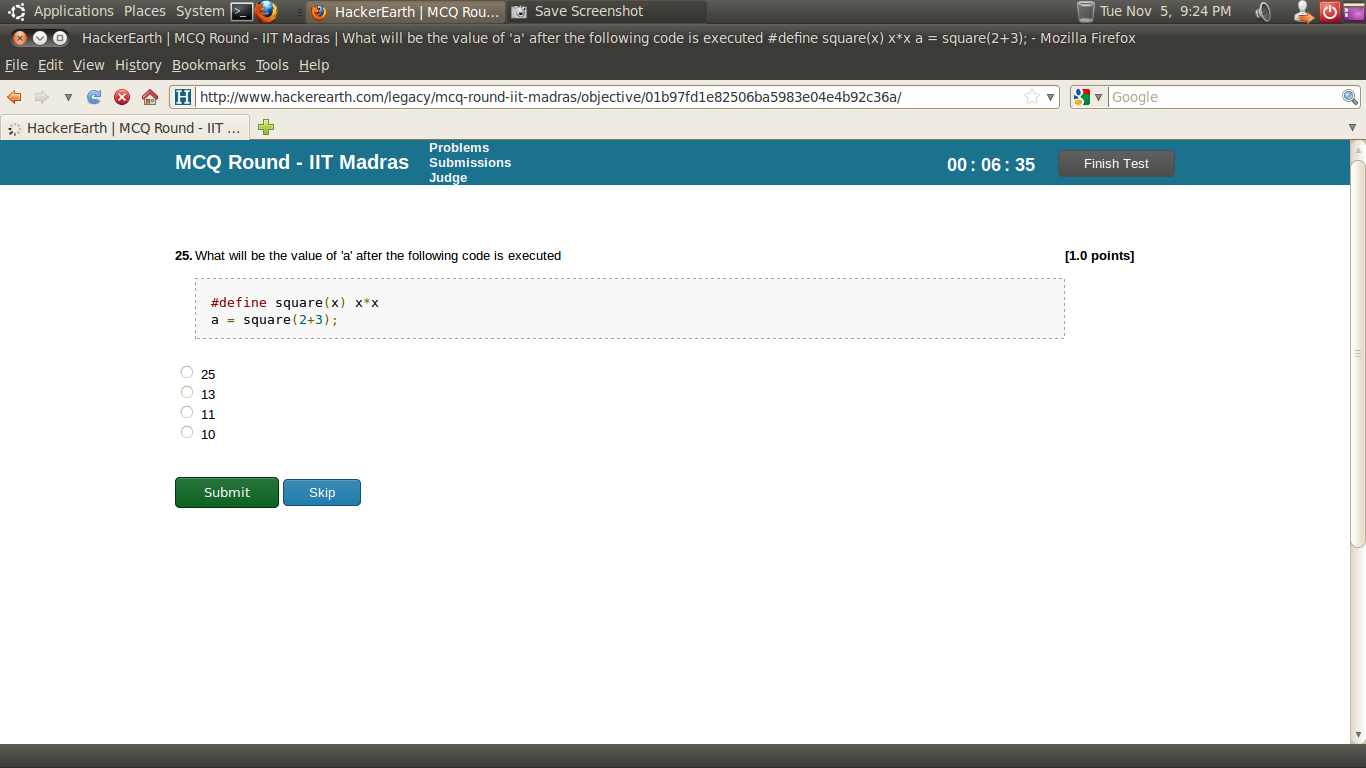 Applications Places System HackerEarth | MCQ Rou... Save Screenshot Tue Nov 5, 9:24 PM
HackerEarth | MCQ Round - IIT Madras | What will be the value of 'a' after the following code is executed #define square(x) x*x a = square(2+3); - Mozilla Firefox
File Edit View History Bookmarks Tools Help
H http://www.hackerearth.com/legacy/mcq-round-iit-madras/objective/01b97fd1e82506ba5983e04e4b92c36a/ Google
HackerEarth | MCQ Round - IIT ...
MCQ Round - IIT Madras
Problems
Submissions
Judge
00 : 06 : 35
Finish Test
25. What will be the value of 'a' after the following code is executed [1.0 points]
#define square(x) x*x
a = square(2+3);
25
13
11
10
Submit Skip